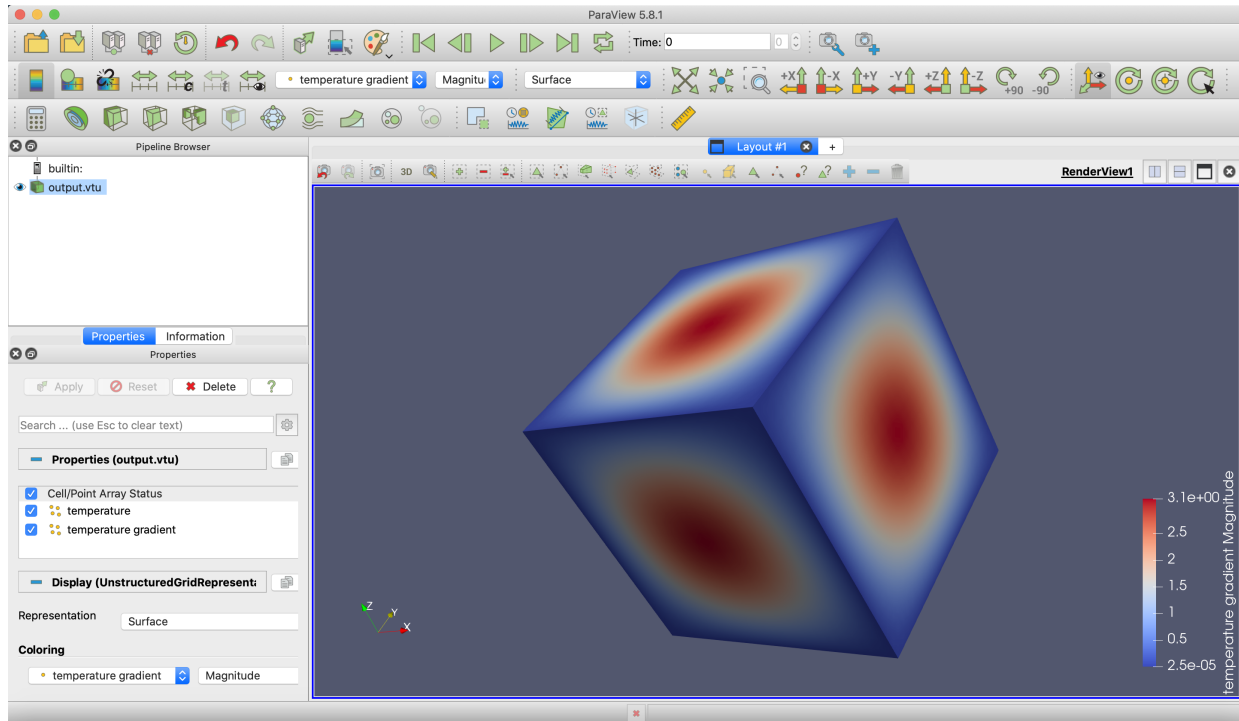 ParaView 5.8.1
Time: 0
0
temperature gradient
Magnitu
Surface
+X
-X
+Y
-Y
+Z
-Z
+90
-90
Pipeline Browser
Layout #1
+
builtin:
output.vtu
3D
RenderView1
Properties
Information
Properties
Apply
Reset
Delete
?
Search ... (use Esc to clear text)
Properties (output.vtu)
Cell/Point Array Status
temperature
temperature gradient
Display (UnstructuredGridRepresenta
Representation
Surface
Coloring
temperature gradient
Magnitude
Z
Y
X
3.1e+00
2.5
2
1.5
1
0.5
2.5e-05
temperature gradient Magnitude